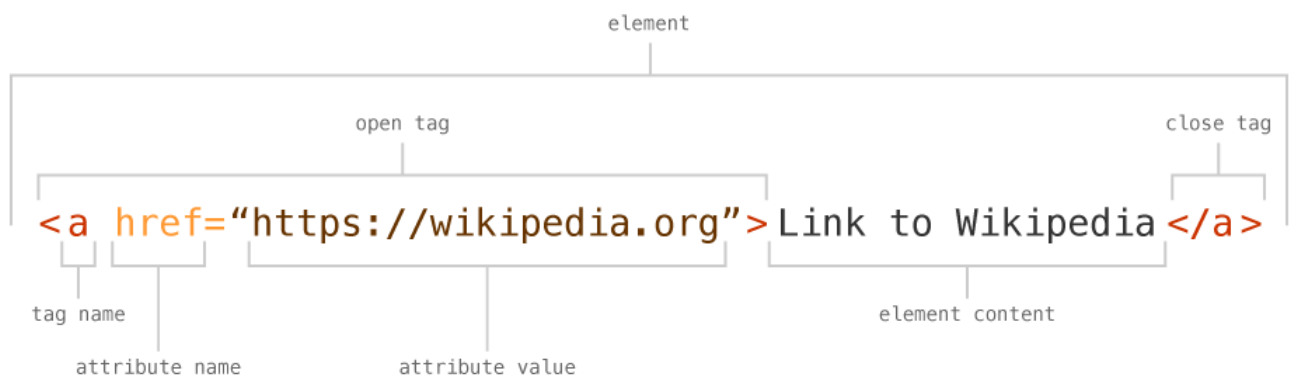 element
open tag
close tag
<a href=“https://wikipedia.org”>Link to Wikipedia</a>
tag name
element content
attribute name
attribute value